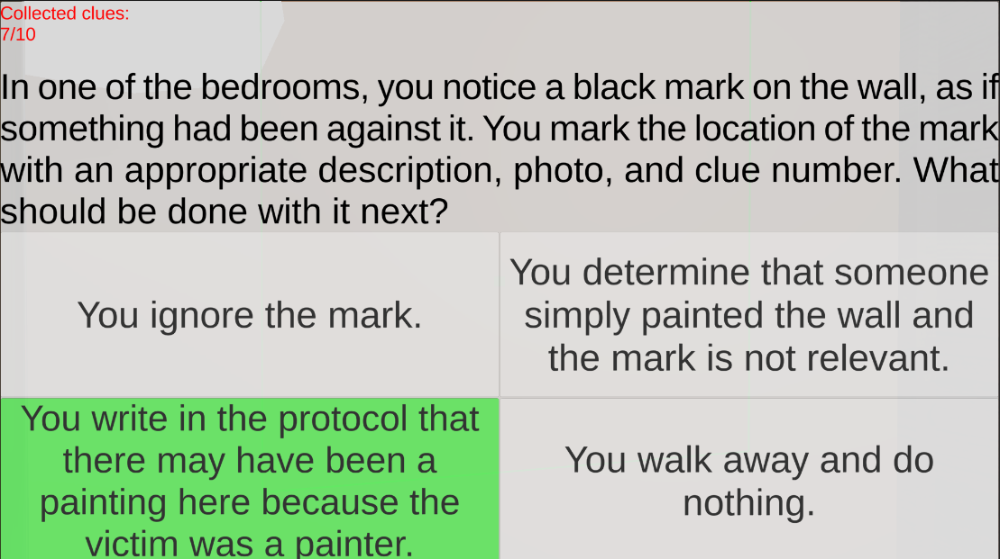 Collected clues:
7/10
In one of the bedrooms, you notice a black mark on the wall, as if
something had been against it. You mark the location of the mark
with an appropriate description, photo, and clue number. What
should be done with it next?
You ignore the mark.
You determine that someone
simply painted the wall and
the mark is not relevant.
You write in the protocol that
there may have been a
painting here because the
victim was a painter.
You walk away and do
nothing.